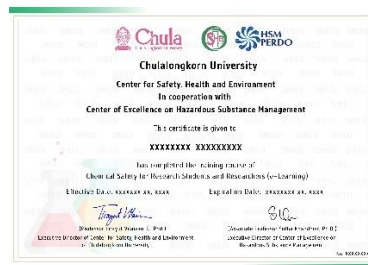 Chula
HSM
PERDO
Chulalongkorn University
Center for Safety, Health and Environment
In cooperation with
Center of Excellence on Hazardous Substance Management
This certificate is given to
XXXXXXXX XXXXXXXXX
has completed the training course of
Chemical Safety for Research Students and Researchers (e-Learning)
Effective Date: xxxxxxx xx, xxxx Expiration Date: xxxxxxx xx, xxxx
Executive Director of Center for Safety, Health and Environment
of Chulalongkorn University
Executive Director of Center of Excellence on
Hazardous Substance Management